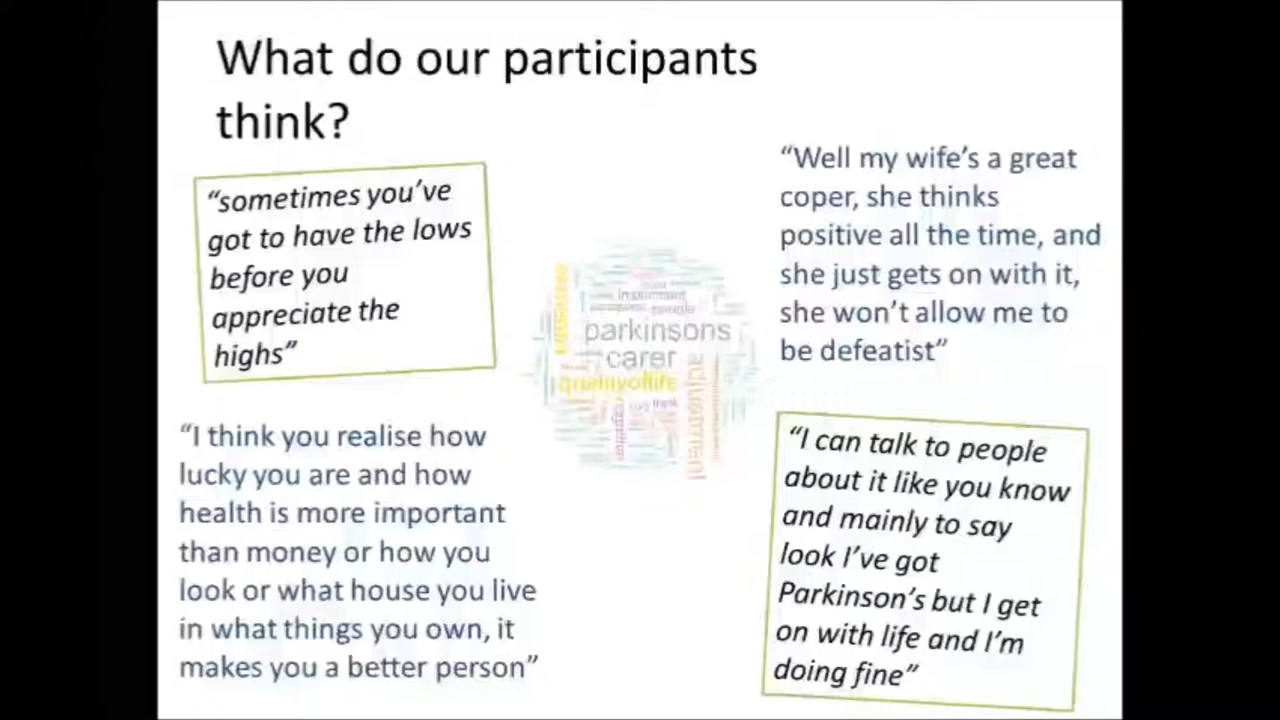 What do our participants
think?
“sometimes you’ve
got to have the lows
before you
appreciate the
highs”
“Well my wife’s a great
coper, she thinks
positive all the time, and
she just gets on with it,
she won’t allow me to
be defeatist”
important
people
parkinsons
carer
qualityoflife
think
adjustment
“I think you realise how
lucky you are and how
health is more important
than money or how you
look or what house you live
in what things you own, it
makes you a better person”
“I can talk to people
about it like you know
and mainly to say
look I’ve got
Parkinson’s but I get
on with life and I’m
doing fine”